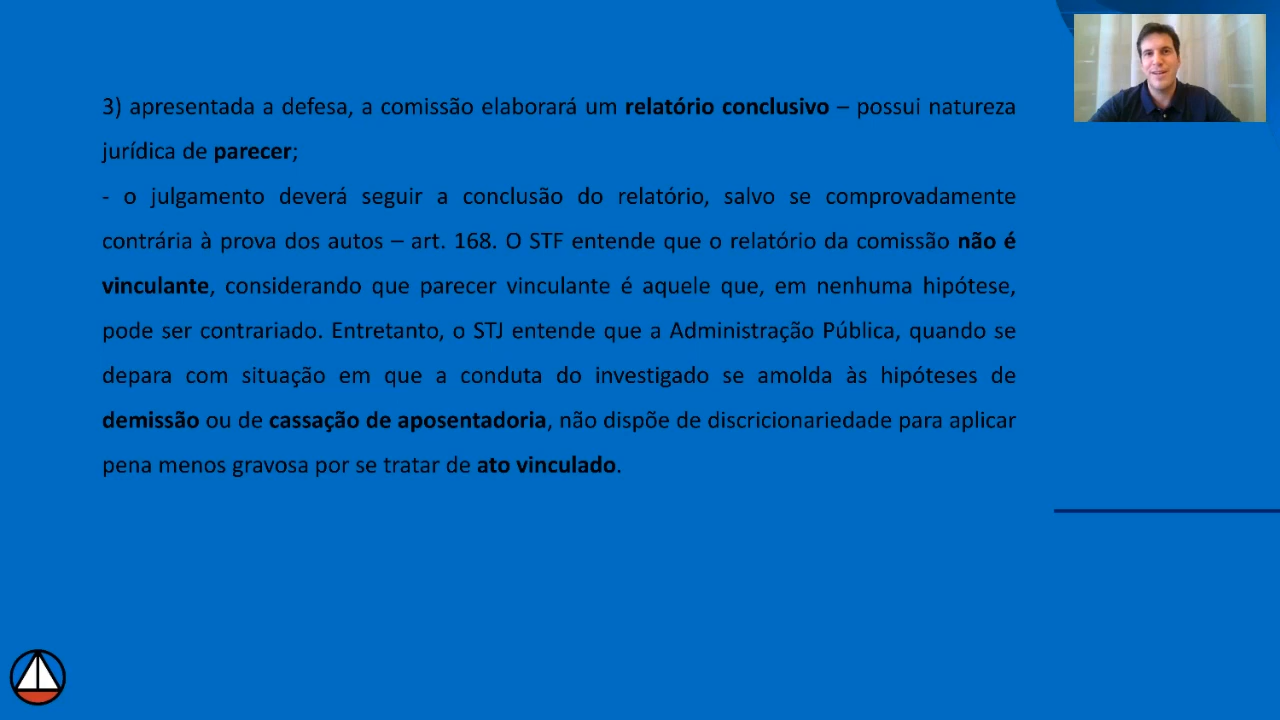 3) apresentada a defesa, a comissão elaborará um relatório conclusivo – possui natureza
jurídica de parecer;
- o julgamento deverá seguir a conclusão do relatório, salvo se comprovadamente
contrária à prova dos autos – art. 168. O STF entende que o relatório da comissão não é
vinculante, considerando que parecer vinculante é aquele que, em nenhuma hipótese,
pode ser contrariado. Entretanto, o STJ entende que a Administração Pública, quando se
depara com situação em que a conduta do investigado se amolda às hipóteses de
demissão ou de cassação de aposentadoria, não dispõe de discricionariedade para aplicar
pena menos gravosa por se tratar de ato vinculado.